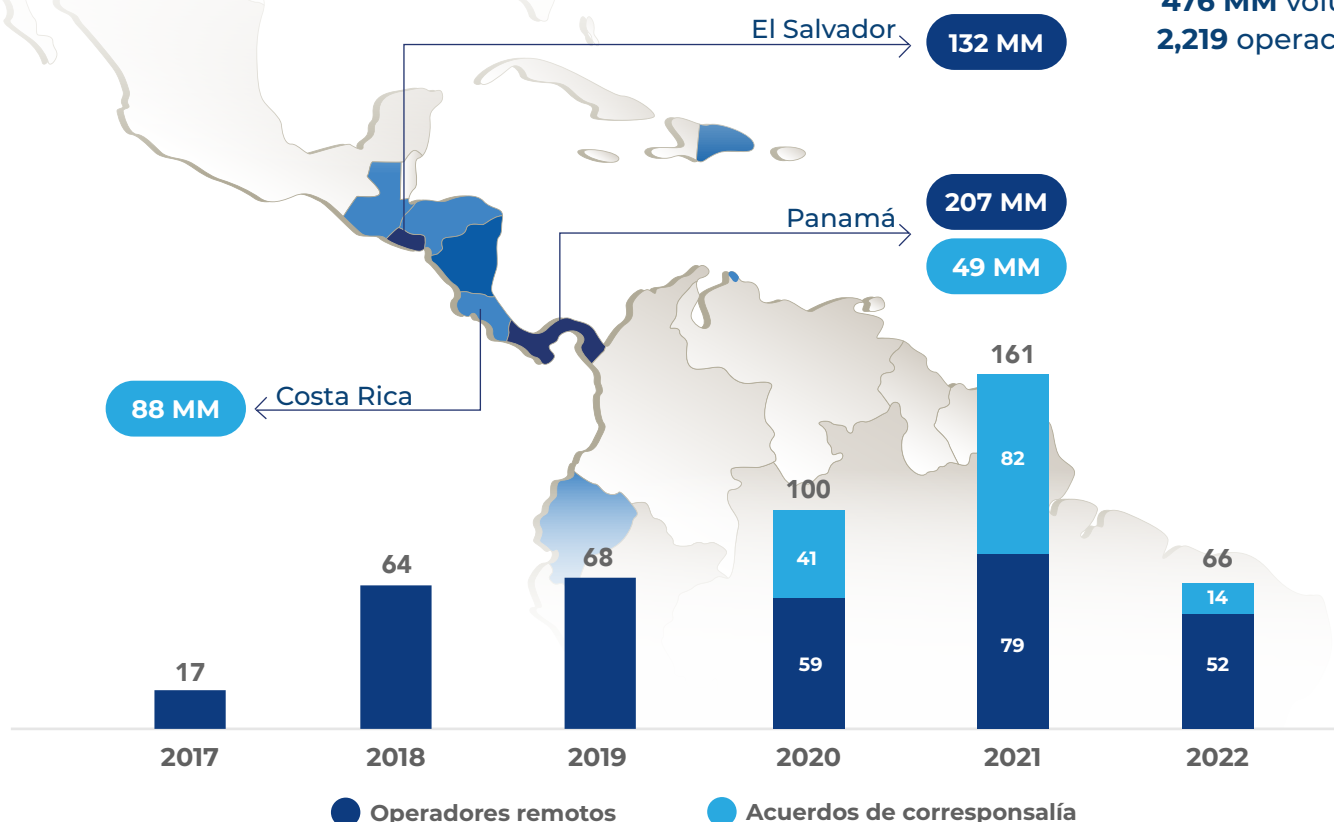 476 MM
2,219
El Salvador
132 MM
Panamá
207 MM
49 MM
Costa Rica
88 MM
161
82
79
100
41
59
68
64
17
66
14
52
2017 2018 2019 2020 2021 2022
Operadores remotos Acuerdos de corresponsalía